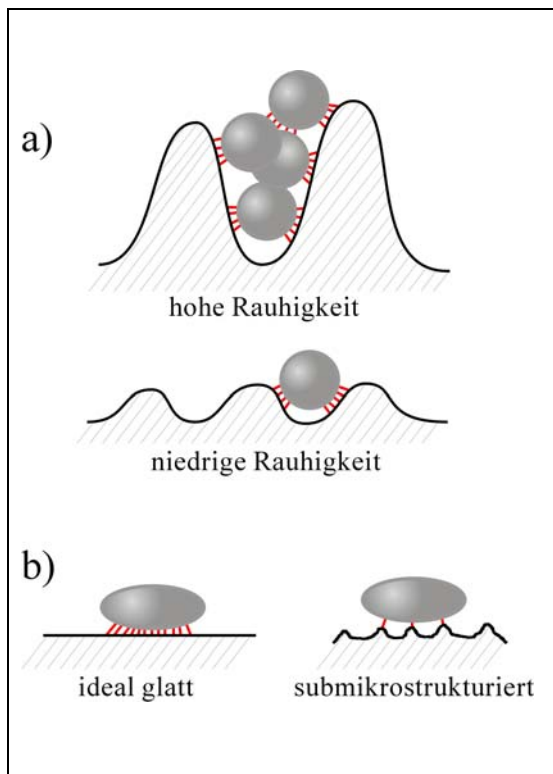 a)
hohe Rauhigkeit
niedrige Rauhigkeit
b)
ideal glatt
submikrostrukturiert